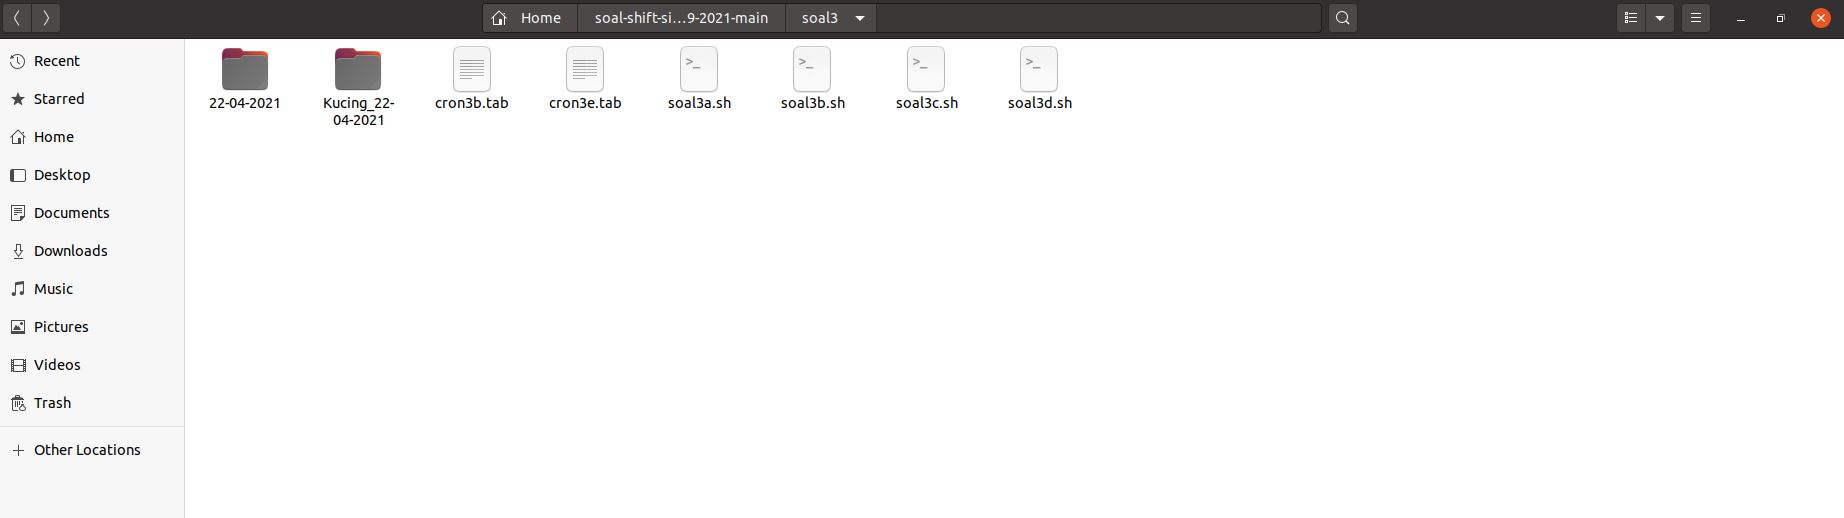 Home
soal-shift-si...9-2021-main
soal3
Recent
Starred
Home
Desktop
Documents
Downloads
Music
Pictures
Videos
Trash
Other Locations
22-04-2021
Kucing_22-
04-2021
cron3b.tab
cron3e.tab
soal3a.sh
soal3b.sh
soal3c.sh
soal3d.sh